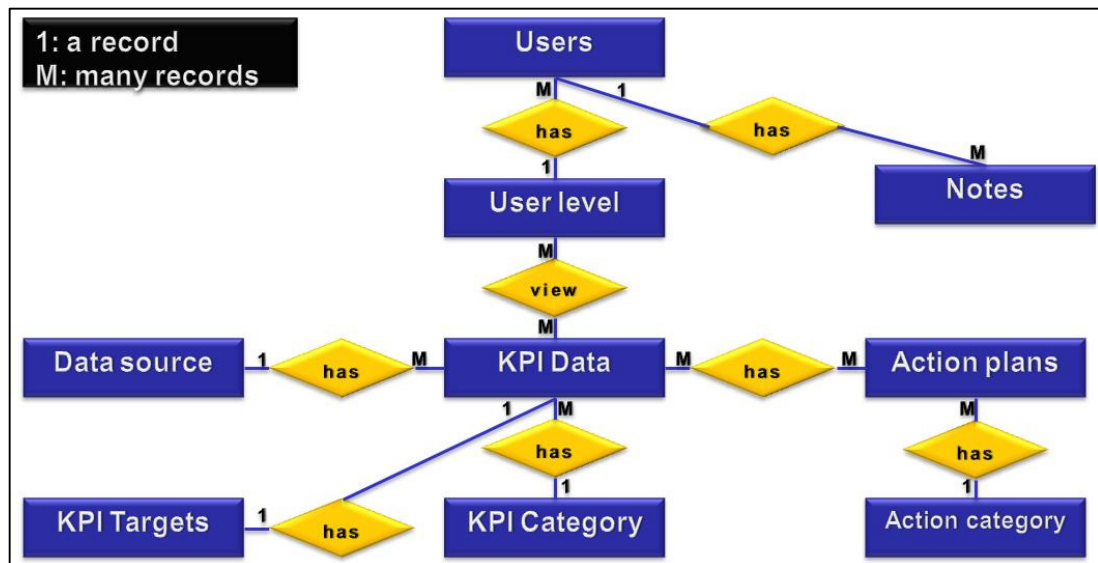 1: a record
M: many records
Users
M
1
has
has
1
M
User level
Notes
M
view
M
Data source
1
has
M
KPI Data
M
has
M
Action plans
1
M
M
has
has
1
1
KPI Targets
1
has
KPI Category
Action category